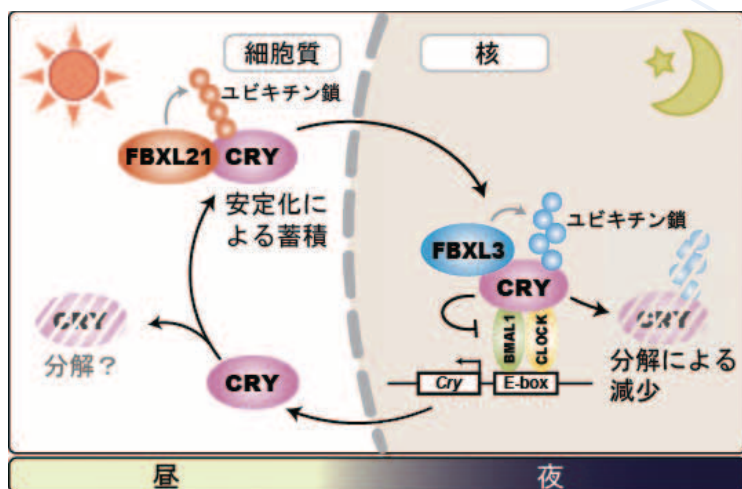 細胞質
核
ユビキチン鎖
FBXL21
CRY
安定化に
よる蓄積
ユビキチン鎖
FBXL3
CRY
BMAL1
CLOCK
CRY
分解?
CRY
分解による
減少
CRY
Cry
E-box
昼
夜